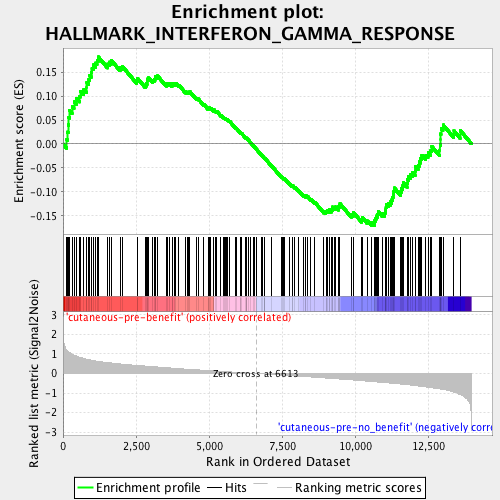 Enrichment plot:
HALLMARK_INTERFERON_GAMMA_RESPONSE
Enrichment score (ES)
0.15
0.10
0.05
0.00
-0.05
-0.10
-0.15
'cutaneous-pre-benefit' (positively correlated)
Ranked list metric (Signal2Noise)
3
2
1
0
-1
-2
-3
Zero cross at 6613
'cutaneous-pre-no_benefit' (negatively corre
0
2,500
5,000
7,500
10,000
12,500
Rank in Ordered Dataset
Enrichment profile
Hits
Ranking metric scores